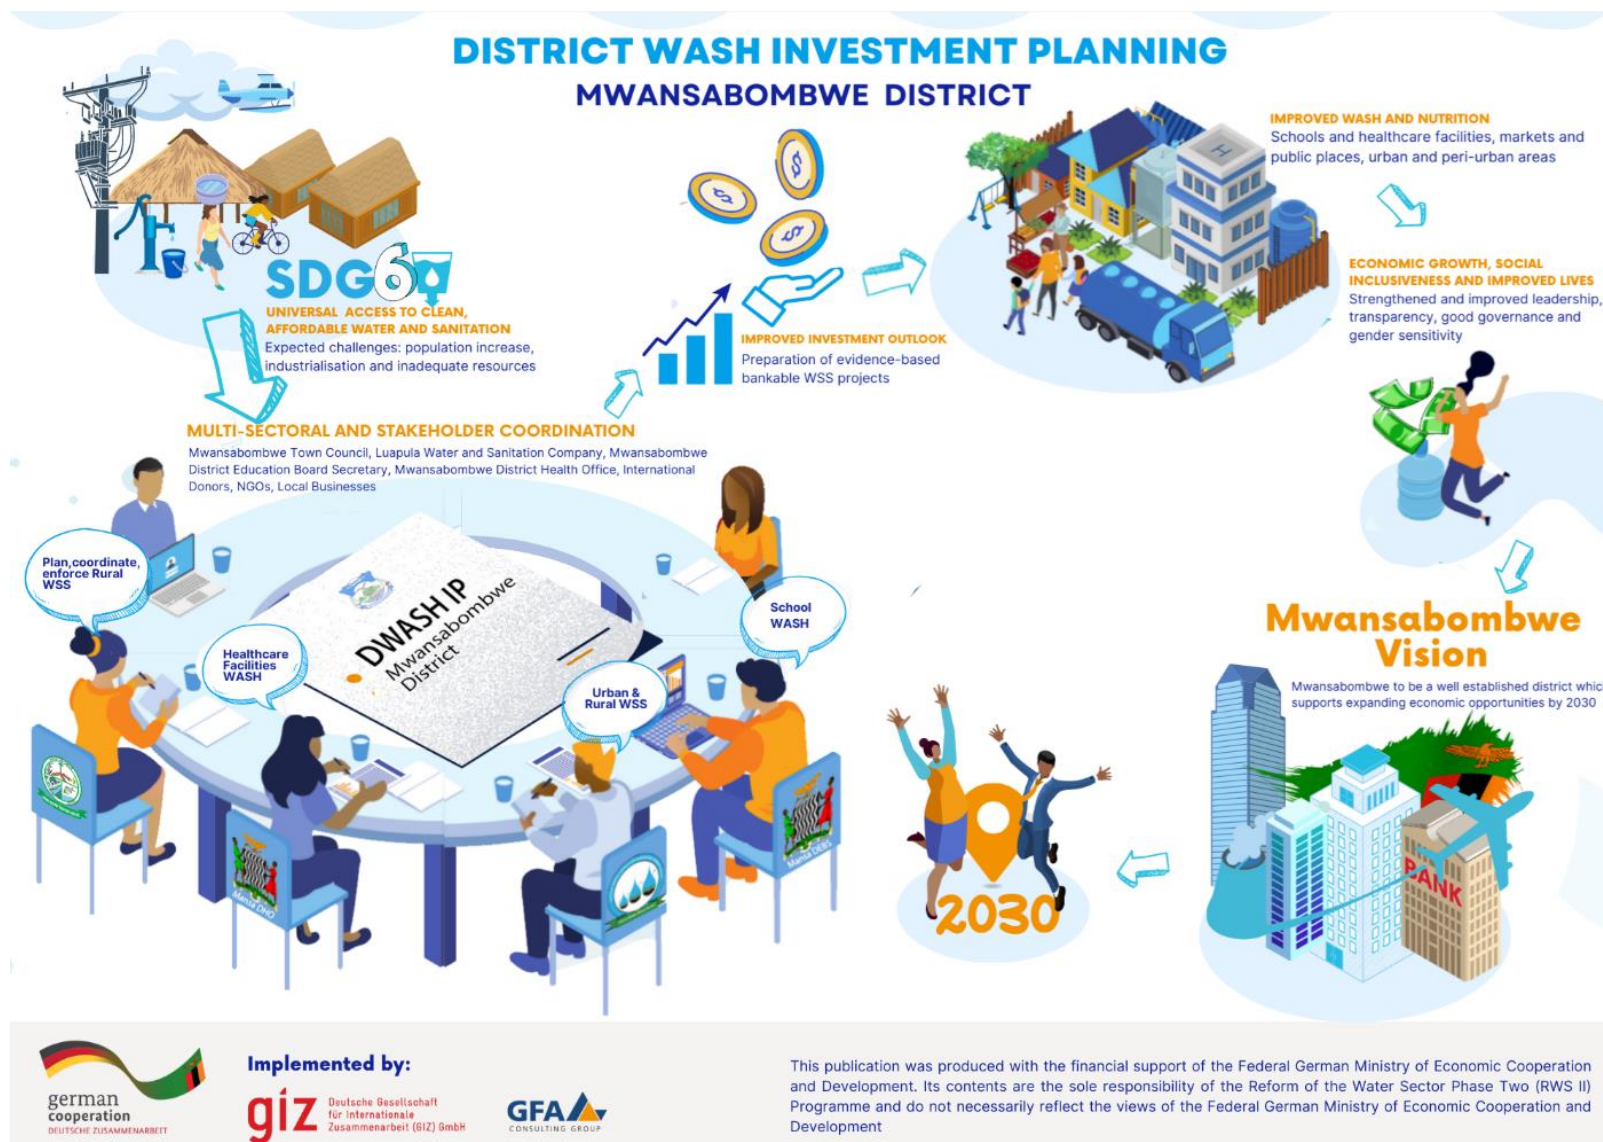 DISTRICT WASH INVESTMENT PLANNING
MWANSABOMBWE DISTRICT
SDG6
UNIVERSAL ACCESS TO CLEAN,
AFFORDABLE WATER AND SANITATION
Expected challenges: population increase,
industrialisation and inadequate resources
MULTI-SECTORAL AND STAKEHOLDER COORDINATION
Mwansabombwe Town Council, Luapula Water and Sanitation Company, Mwansabombwe
District Education Board Secretary, Mwansabombwe District Health Office, International
Donors, NGOs, Local Businesses
IMPROVED INVESTMENT OUTLOOK
Preparation of evidence-based
bankable WSS projects
H
IMPROVED WASH AND NUTRITION
Schools and healthcare facilities, markets and
public places, urban and peri-urban areas
ECONOMIC GROWTH, SOCIAL
INCLUSIVENESS AND IMPROVED LIVES
Strengthened and improved leadership,
transparency, good governance and
gender sensitivity
Plan,coordinate,
enforce Rural
WSS
Healthcare
Facilities
WASH
DWASH IP
Mwansabombwe
District
School
WASH
Urban &
Rural WSS
Mansa DHO
Mansa DEBS
Mwansabombwe
Vision
Mwansabombwe to be a well established district whic
supports expanding economic opportunities by 2030
BANK
2030
german
cooperation
DEUTSCHE ZUSAMMENARBEIT
Implemented by:
giz
Deutsche Gesellschaft
für Internationale
Zusammenarbeit (GIZ) GmbH
GFA
CONSULTING GROUP
This publication was produced with the financial support of the Federal German Ministry of Economic Cooperation
and Development. Its contents are the sole responsibility of the Reform of the Water Sector Phase Two (RWS II)
Programme and do not necessarily reflect the views of the Federal German Ministry of Economic Cooperation and
Development